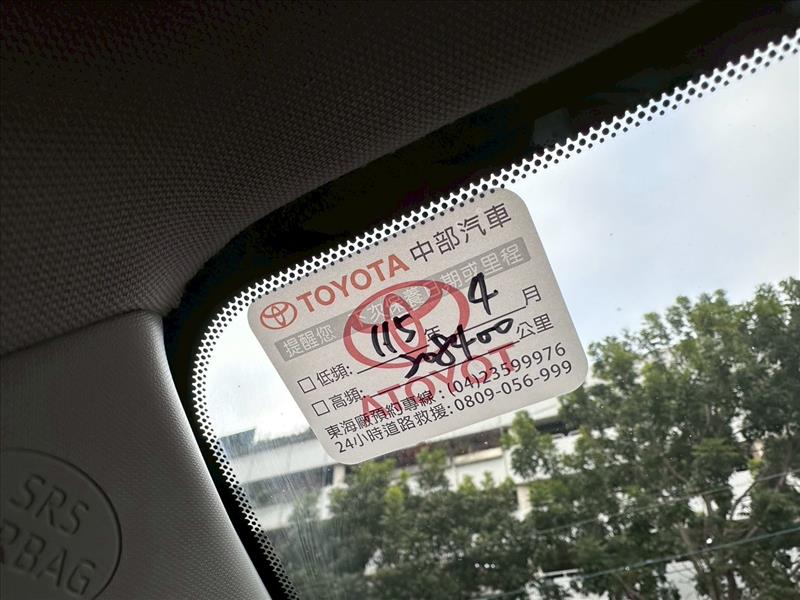 TOYOTA 中部汽車
提醒您 下次保養日期或里程
115 年 4 月
□低頻: 208400 公里
□高頻:
東海廠預約專線: (04)23599976
24小時道路救援: 0809-056-999
TOYOTA
SRS
AIRBAG